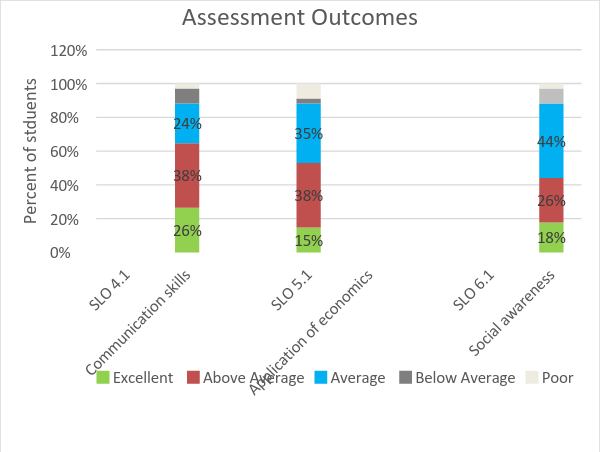 Assessment Outcomes
Percent of stduents
120%
100%
80%
60%
40%
20%
0%
24%
38%
26%
35%
38%
15%
44%
26%
18%
SLO 4.1
Communication skills
SLO 5.1
Application of economics
SLO 6.1
Social awareness
Excellent
Above Average
Average
Below Average
Poor